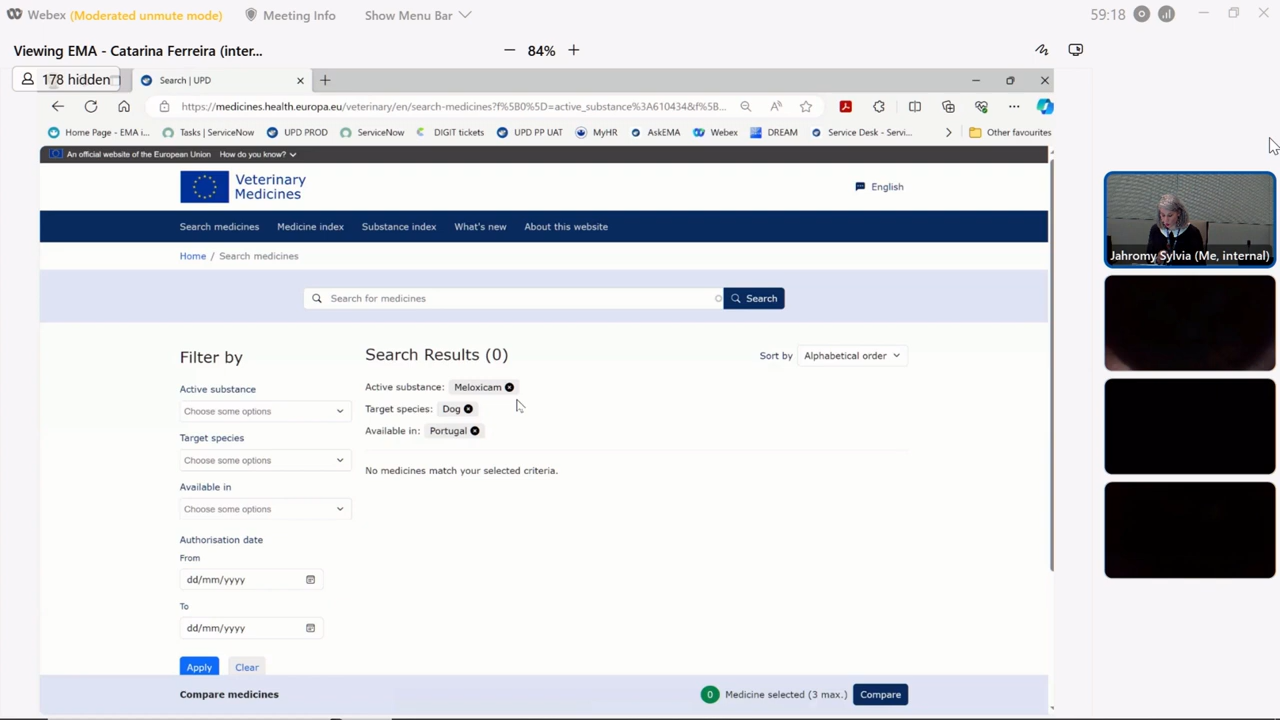 Webex (Moderated unmute mode) Meeting Info Show Menu Bar 59:18
Viewing EMA - Catarina Ferreira (inter... 84%
178 hidden Search | UPD
https://medicines.health.europa.eu/veterinary/en/search-medicines?f%5B0%5D=active_substance%3A610434&f%5B...
Home Page - EMA i... Tasks | ServiceNow UPD PROD ServiceNow DIGIT tickets UPD PP UAT MyHR AskEMA Webex DREAM Service Desk - Servi... Other favourites
An official website of the European Union How do you know?
Veterinary
Medicines
English
Search medicines Medicine index Substance index What's new About this website
Home / Search medicines
Search for medicines Search
Jahromy Sylvia (Me, internal)
Filter by
Active substance
Choose some options
Target species
Choose some options
Available in
Choose some options
Authorisation date
From
dd/mm/yyyy
To
dd/mm/yyyy
Apply Clear
Search Results (0)
Sort by Alphabetical order
Active substance: Meloxicam
Target species: Dog
Available in: Portugal
No medicines match your selected criteria.
Compare medicines 0 Medicine selected (3 max.) Compare